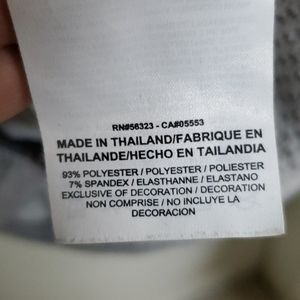 RN#56323 - CA#05553
MADE IN THAILAND/FABRIQUE EN
THAILANDE/HECHO EN TAILANDIA
93% POLYESTER / POLYESTER / POLIESTER
7% SPANDEX / ELASTHANNE / ELASTANO
EXCLUSIVE OF DECORATION / DECORATION
NON COMPRISE / NO INCLUYE LA
DECORACION